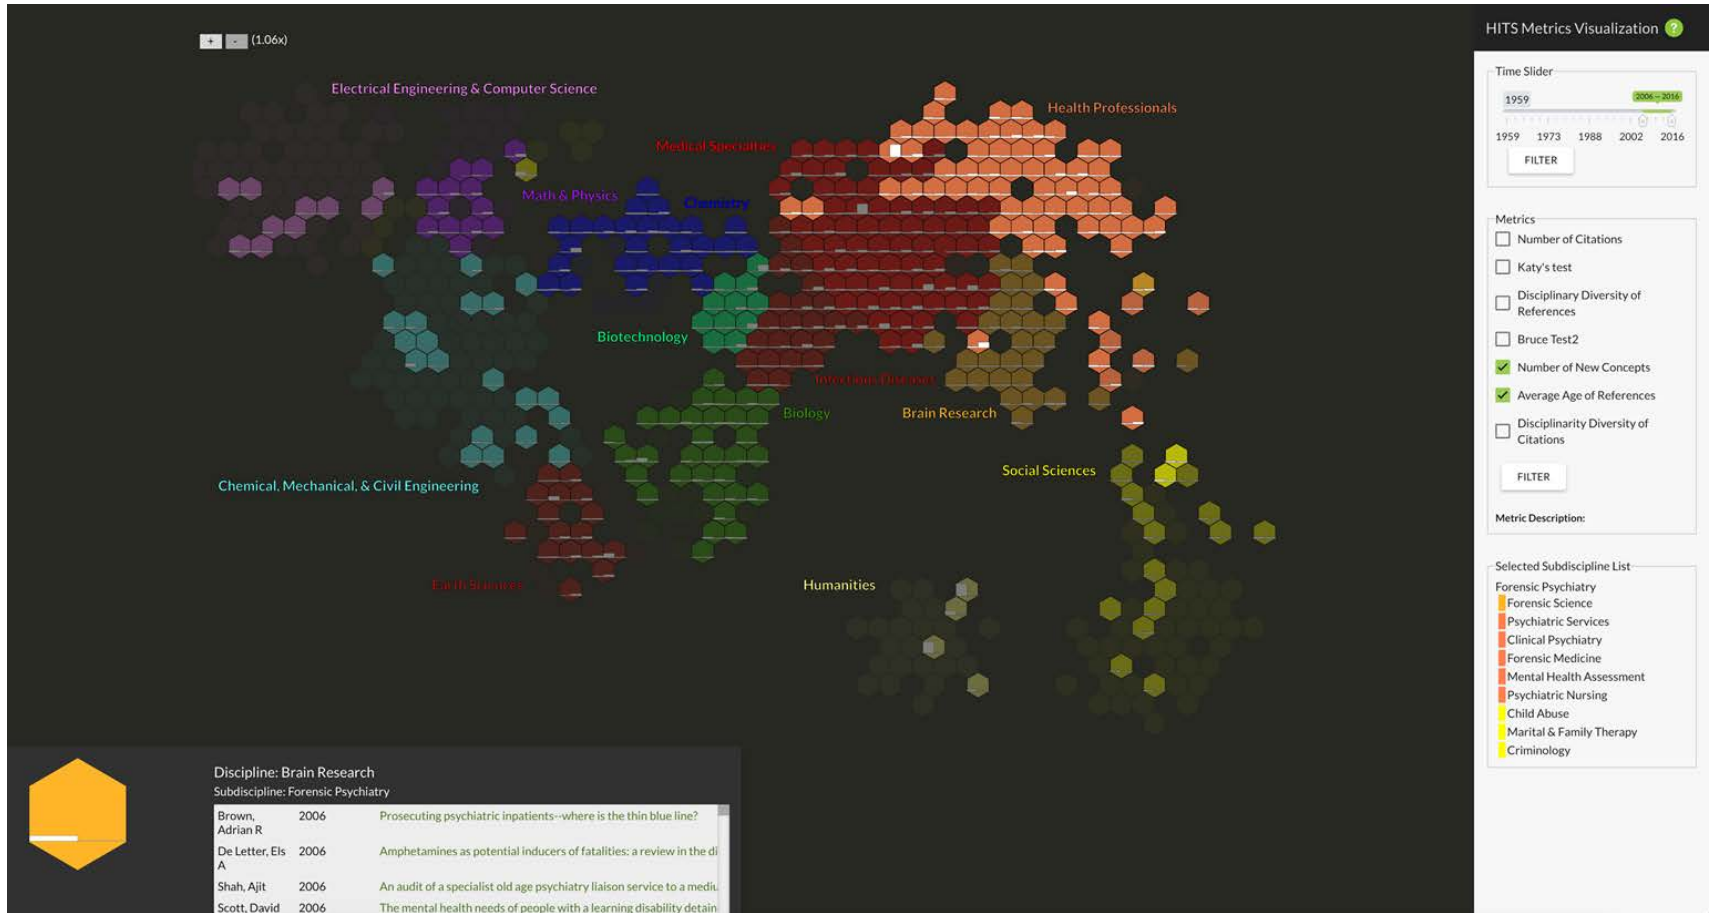 + - (1.06x)
Electrical Engineering & Computer Science
Health Professionals
Medical Specialties
Math & Physics
Chemistry
Biotechnology
Infectious Diseases
Biology
Brain Research
Social Sciences
Chemical, Mechanical, & Civil Engineering
Earth Sciences
Humanities
Discipline: Brain Research
Subdiscipline: Forensic Psychiatry
Brown, Adrian R 2006 Prosecuting psychiatric inpatients--where is the thin blue line?
De Letter, Els A 2006 Amphetamines as potential inducers of fatalities: a review in the di
Shah, Ajit 2006 An audit of a specialist old age psychiatry liaison service to a mediu
Scott, David 2006 The mental health needs of people with a learning disability detain
HITS Metrics Visualization ?
Time Slider
1959 2006 — 2016
1959 1973 1988 2002 2016
FILTER
Metrics
Number of Citations
Katy's test
Disciplinary Diversity of
References
Bruce Test2
Number of New Concepts
Average Age of References
Disciplinarity Diversity of
Citations
FILTER
Metric Description:
Selected Subdiscipline List
Forensic Psychiatry
Forensic Science
Psychiatric Services
Clinical Psychiatry
Forensic Medicine
Mental Health Assessment
Psychiatric Nursing
Child Abuse
Marital & Family Therapy
Criminology